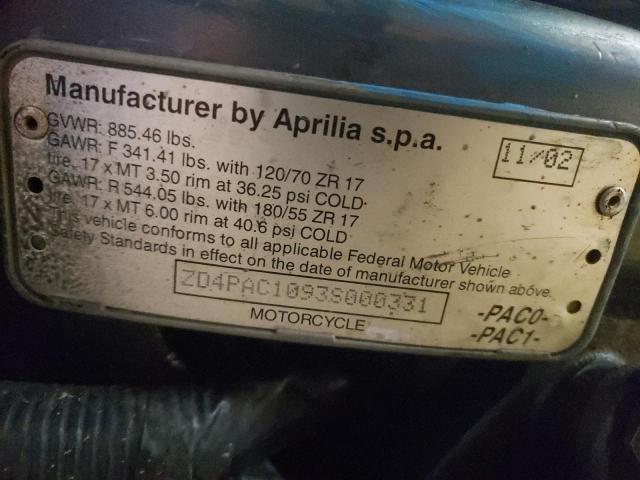 Manufacturer by Aprilia s.p.a.
11/02
GVWR: 885.46 lbs.
GAWR: F 341.41 lbs. with 120/70 ZR 17
tire, 17 x MT 3.50 rim at 36.25 psi COLD.
GAWR: R 544.05 lbs. with 180/55 ZR 17
tire, 17 x MT 6.00 rim at 40.6 psi COLD.
This vehicle conforms to all applicable Federal Motor Vehicle
Safety Standards in effect on the date of manufacturer shown above.
ZD4PAC1093S000331
MOTORCYCLE
-PAC0-
-PAC1-